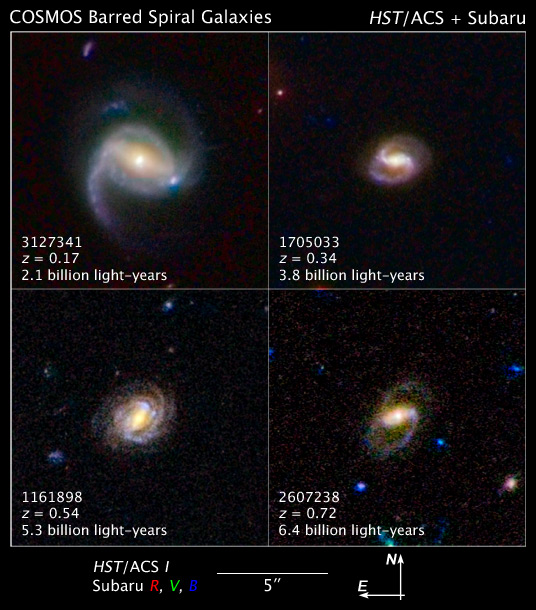 COSMOS Barred Spiral Galaxies
HST/ACS + Subaru
3127341
z = 0.17
2.1 billion light-years
1705033
z = 0.34
3.8 billion light-years
1161898
z = 0.54
5.3 billion light-years
2607238
z = 0.72
6.4 billion light-years
HST/ACS I
Subaru R, V, B
5″
N
E